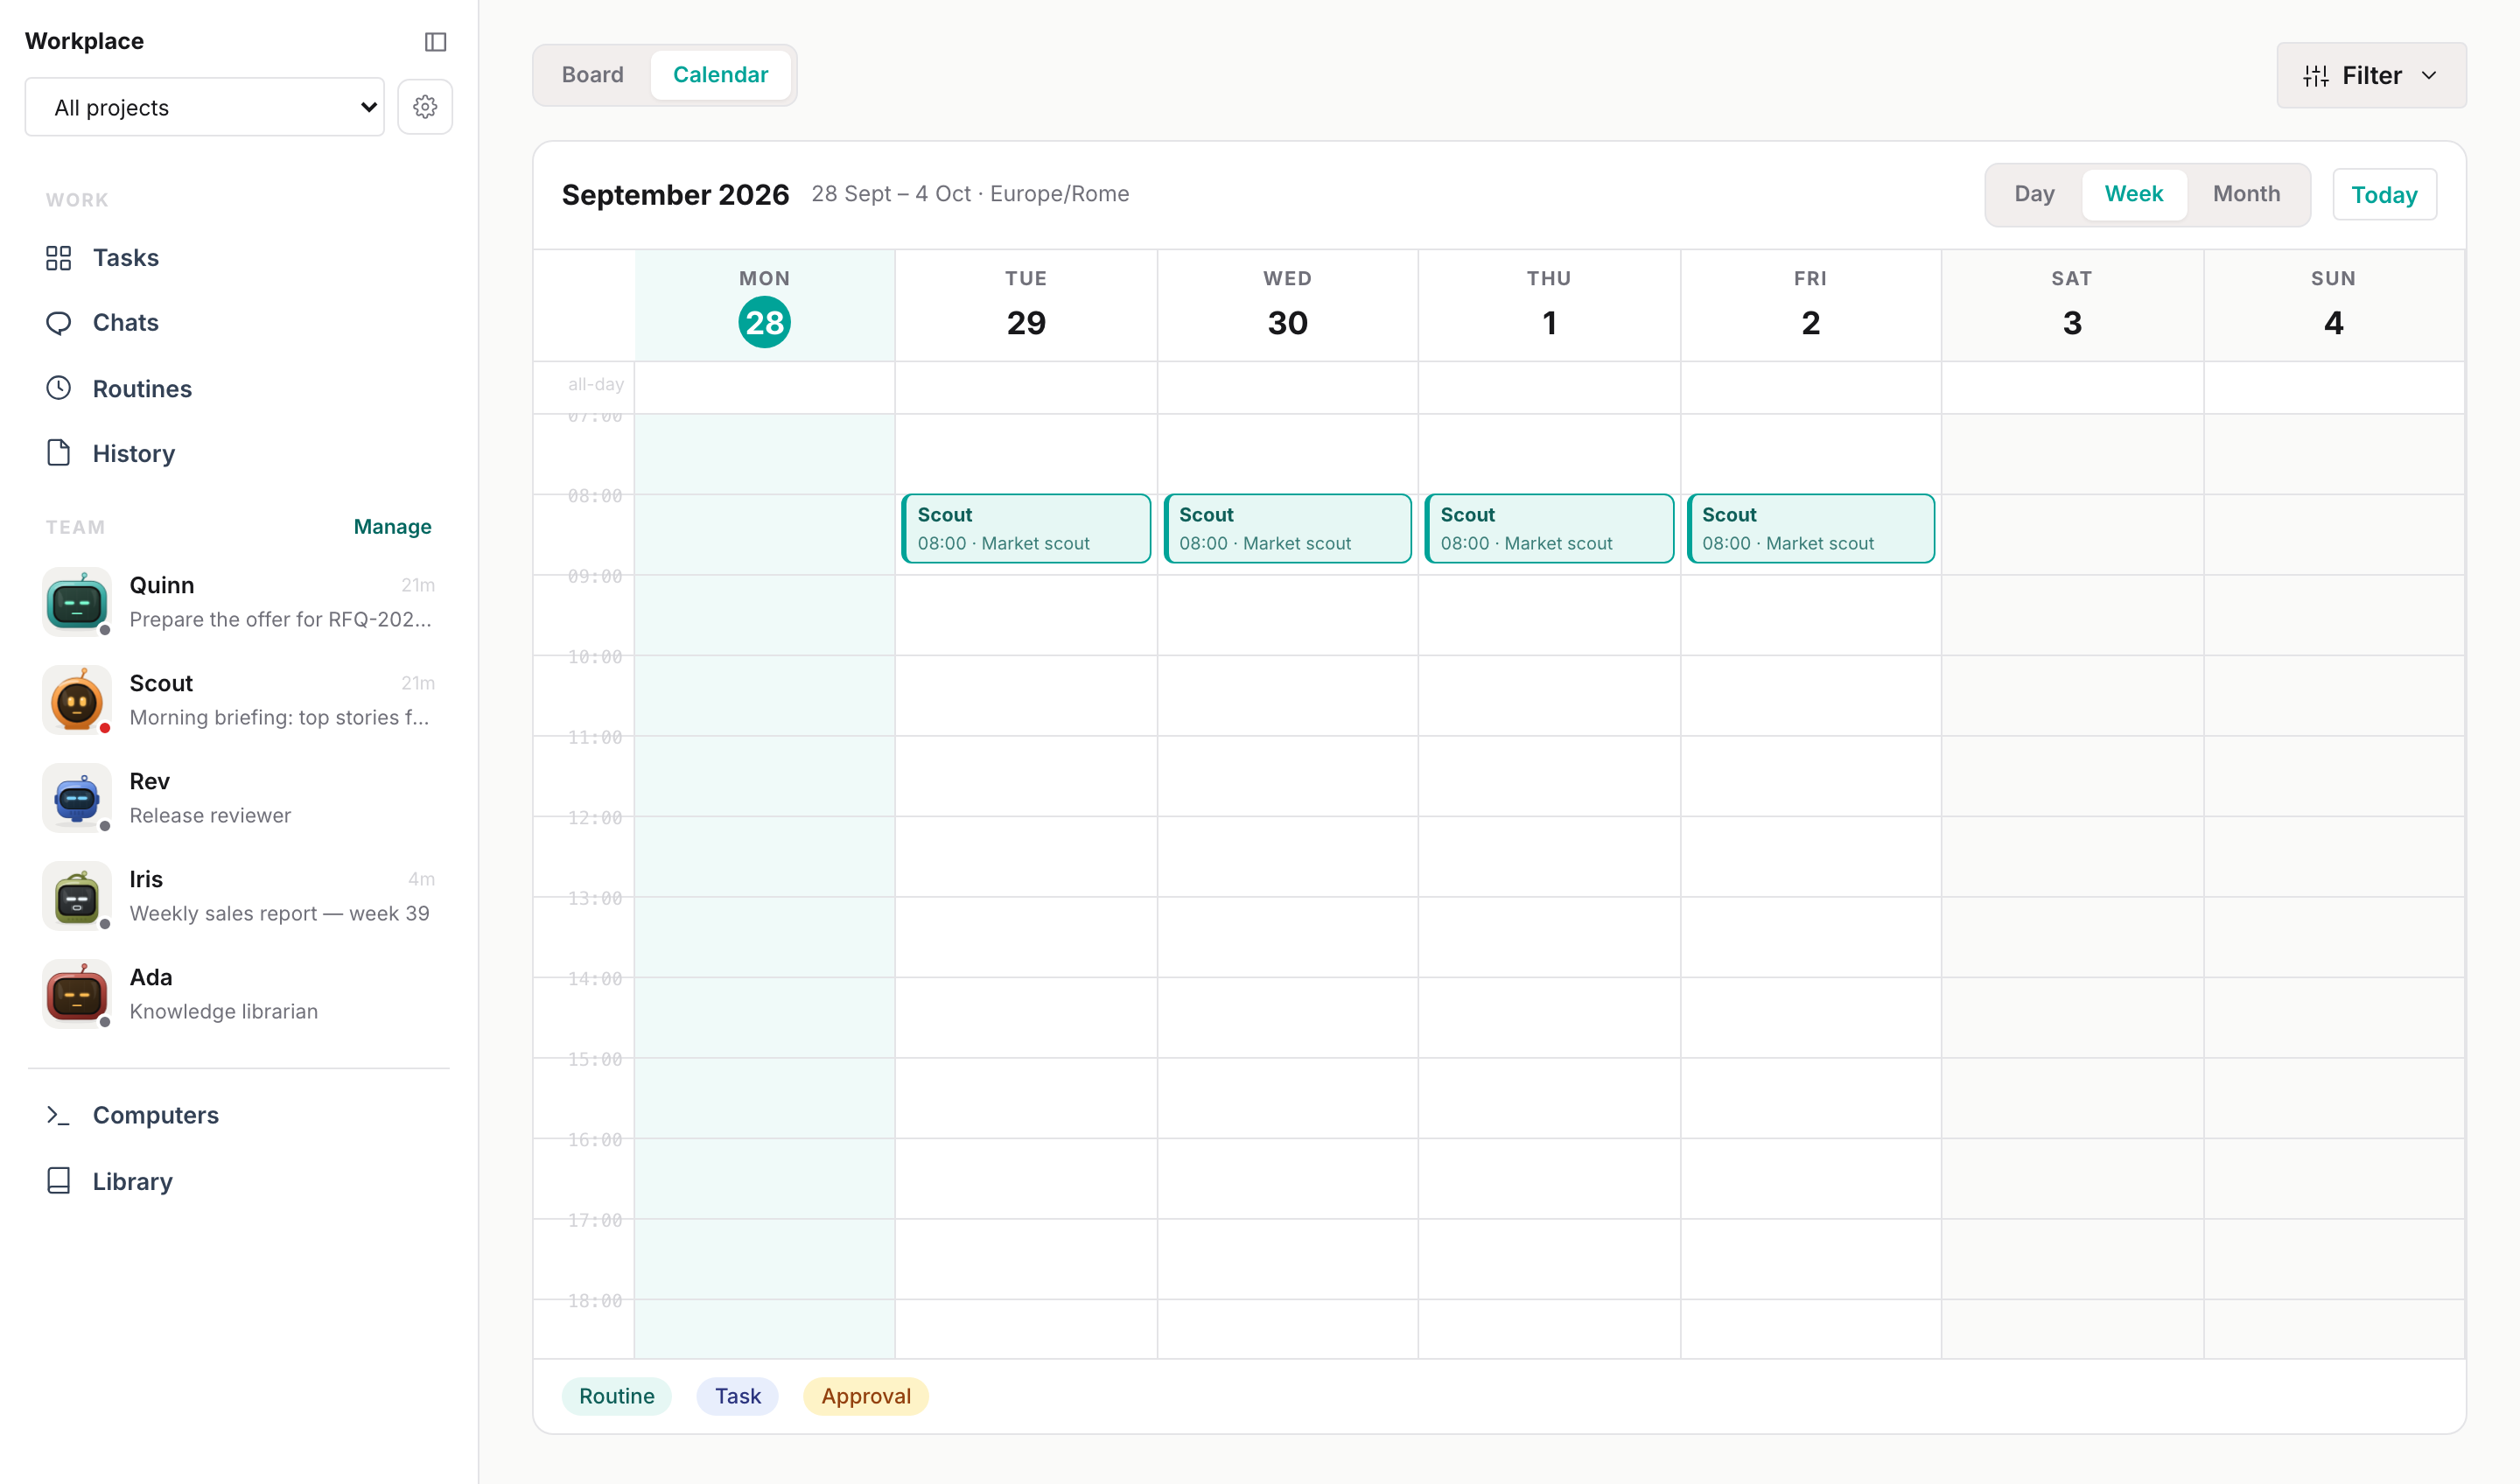 Workplace
All projects
WORK
Tasks
Chats
Routines
History
TEAM Manage
Quinn 21m
Prepare the offer for RFQ-202...
Scout 21m
Morning briefing: top stories f...
Rev
Release reviewer
Iris 4m
Weekly sales report — week 39
Ada
Knowledge librarian
Computers
Library
Board Calendar
Filter
September 2026 28 Sept – 4 Oct · Europe/Rome
Day Week Month Today
MON TUE WED THU FRI SAT SUN
28 29 30 1 2 3 4
all-day
07:00
08:00
Scout Scout Scout Scout
08:00 · Market scout 08:00 · Market scout 08:00 · Market scout 08:00 · Market scout
09:00
10:00
11:00
12:00
13:00
14:00
15:00
16:00
17:00
18:00
Routine Task Approval